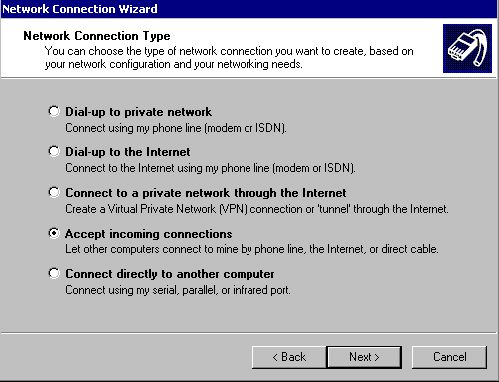 Network Connection Wizard
Network Connection Type
You can choose the type of network connection you want to create, based on
your network configuration and your networking needs.
Dial-up to private network
Connect using my phone line (modem or ISDN).
Dial-up to the Internet
Connect to the Internet using my phone line (modem or ISDN).
Connect to a private network through the Internet
Create a Virtual Private Network (VPN) connection or 'tunnel' through the Internet.
Accept incoming connections
Let other computers connect to mine by phone line, the Internet, or direct cable.
Connect directly to another computer
Connect using my serial, parallel, or infrared port.
< Back Next > Cancel